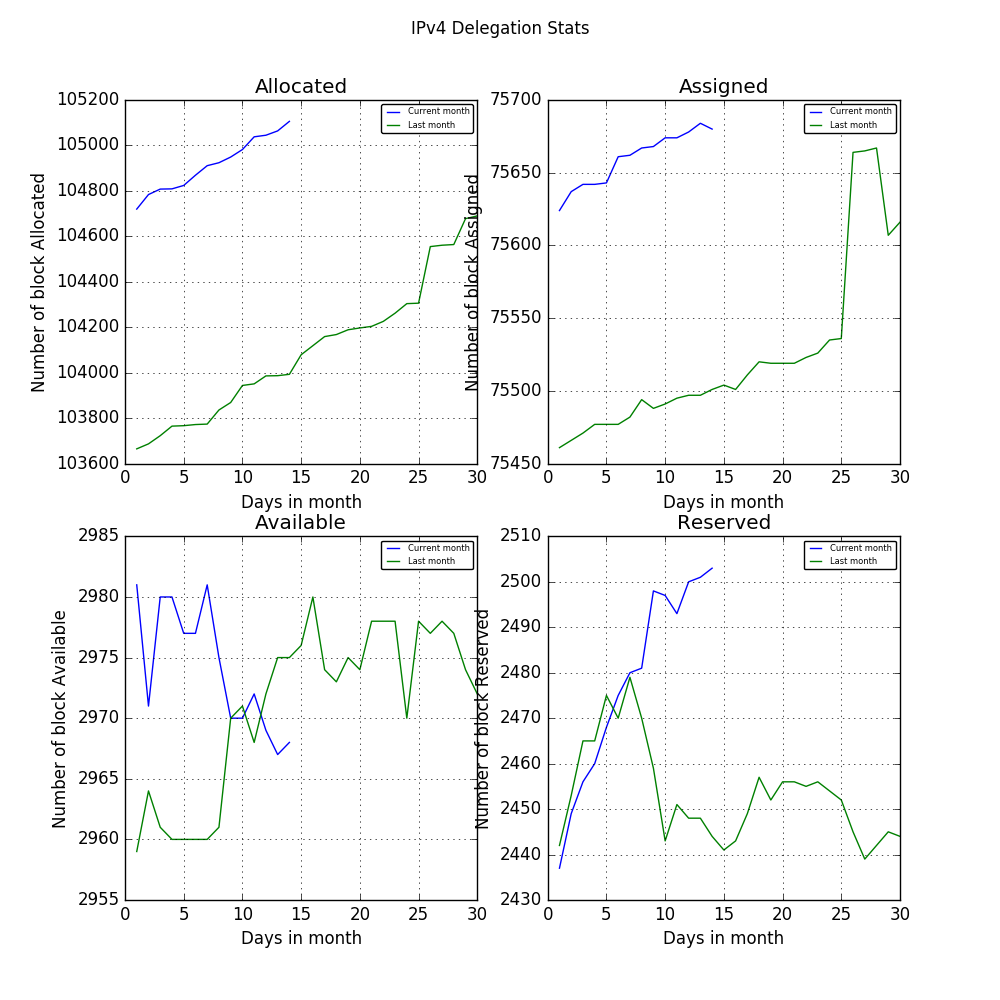 IPv4 Delegation Stats
Allocated
Number of block Allocated
105200
105000
104800
104600
104400
104200
104000
103800
103600
0 5 10 15 20 25 30
Days in month
Current month
Last month
Assigned
Number of block Assigned
75700
75650
75600
75550
75500
75450
0 5 10 15 20 25 30
Days in month
Current month
Last month
Available
Number of block Available
2985
2980
2975
2970
2965
2960
2955
0 5 10 15 20 25 30
Days in month
Current month
Last month
Reserved
Number of block Reserved
2510
2500
2490
2480
2470
2460
2450
2440
2430
0 5 10 15 20 25 30
Days in month
Current month
Last month